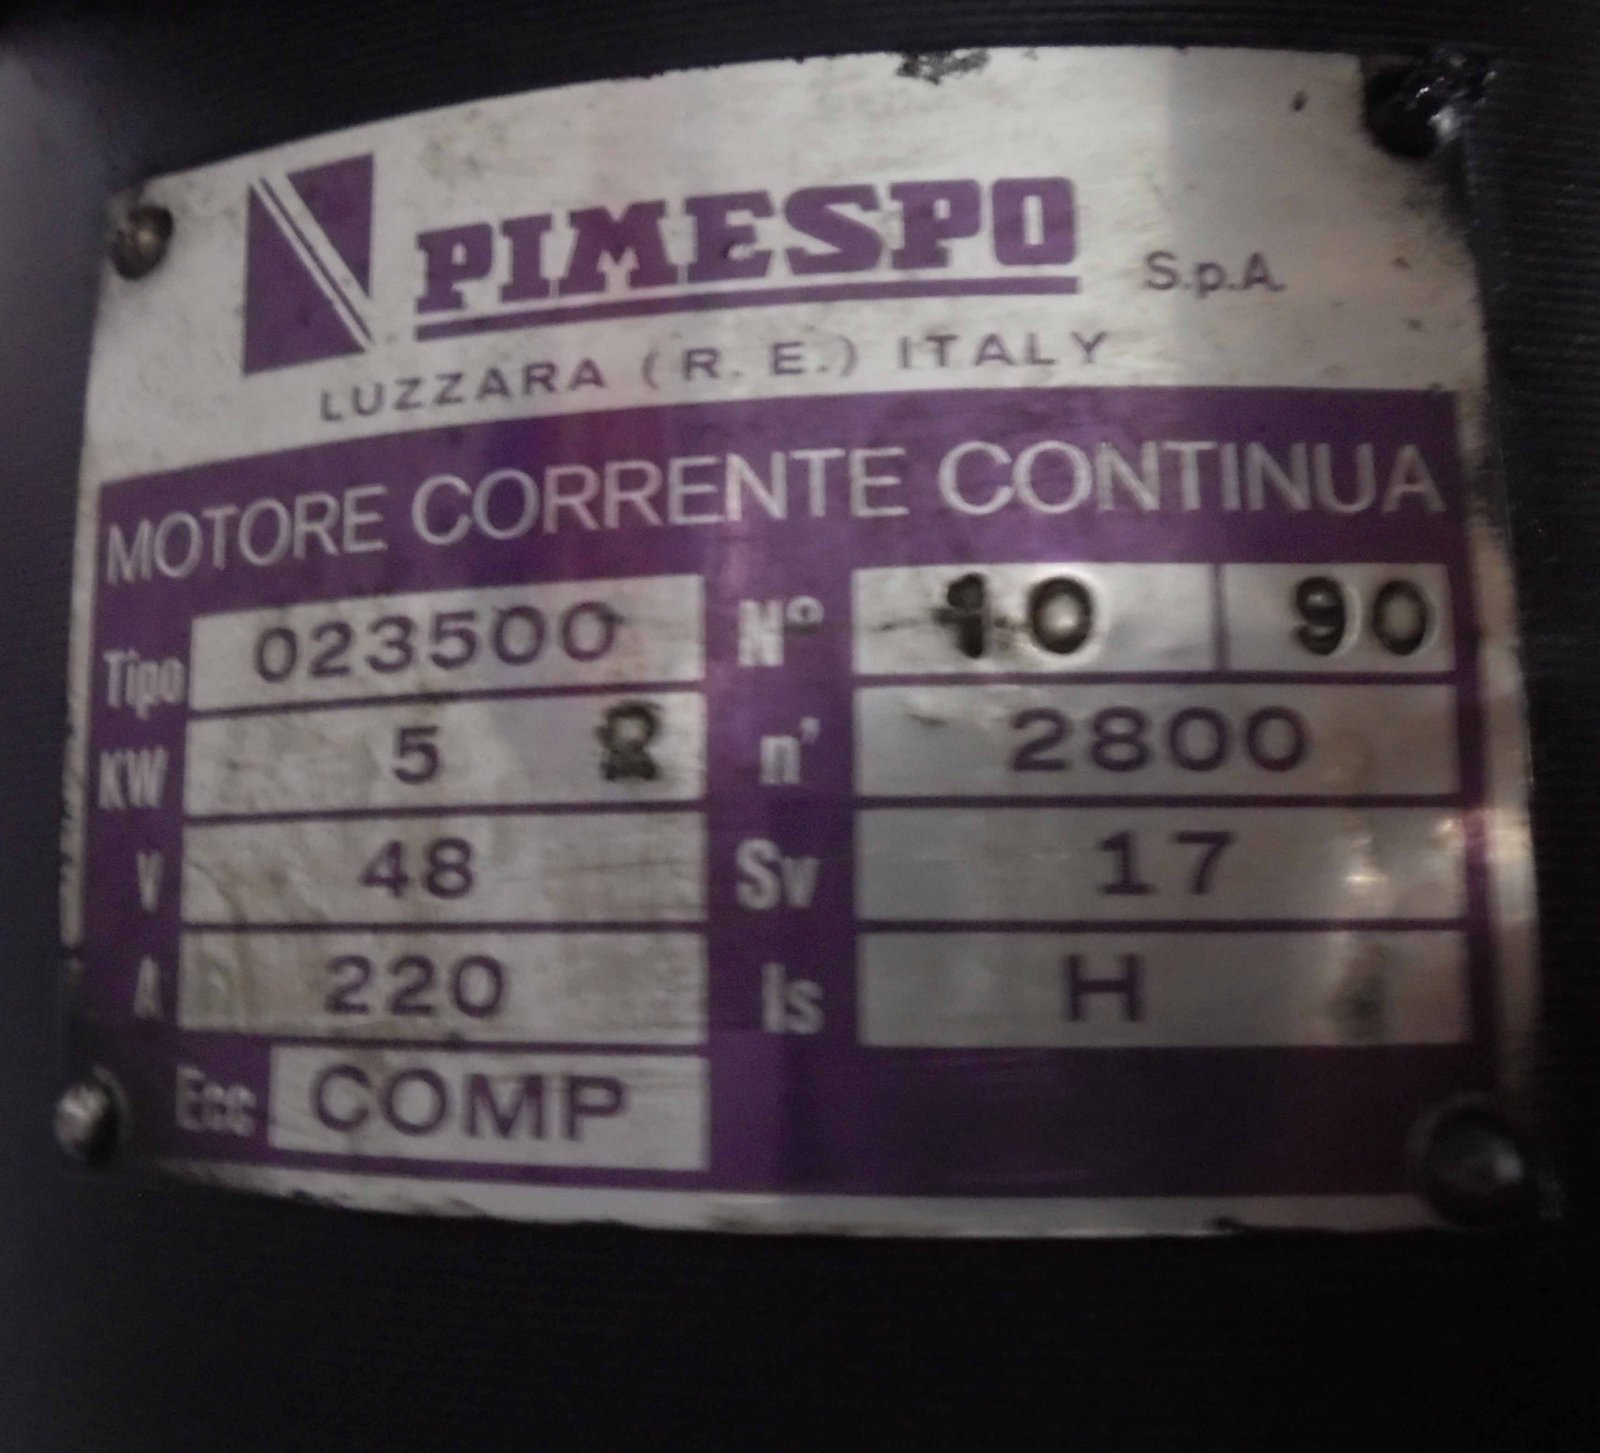 PIMESPO S.p.A.
LUZZARA (R. E.) ITALY
MOTORE CORRENTE CONTINUA
Tipo 023500 N° 10 90
KW 5 n' 2800
V 48 Sv 17
A 220 Is H
Ecc COMP